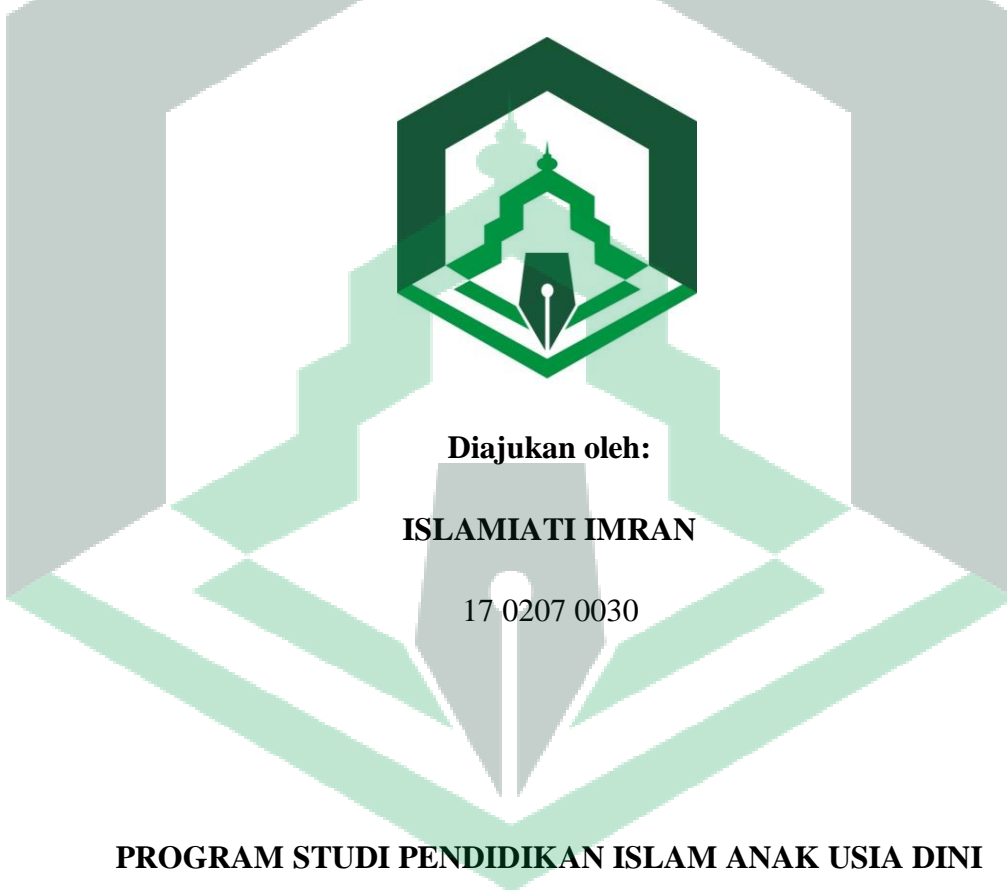 Diajukan oleh:
ISLAMIATI IMRAN
17 0207 0030
PROGRAM STUDI PENDIDIKAN ISLAM ANAK USIA DINI